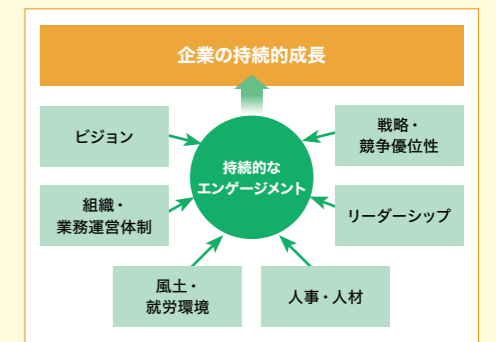 企業の持続的成長
ビジョン
戦略・
競争優位性
持続的な
エンゲージメント
組織・
業務運営体制
リーダーシップ
風土・
就労環境
人事・人材